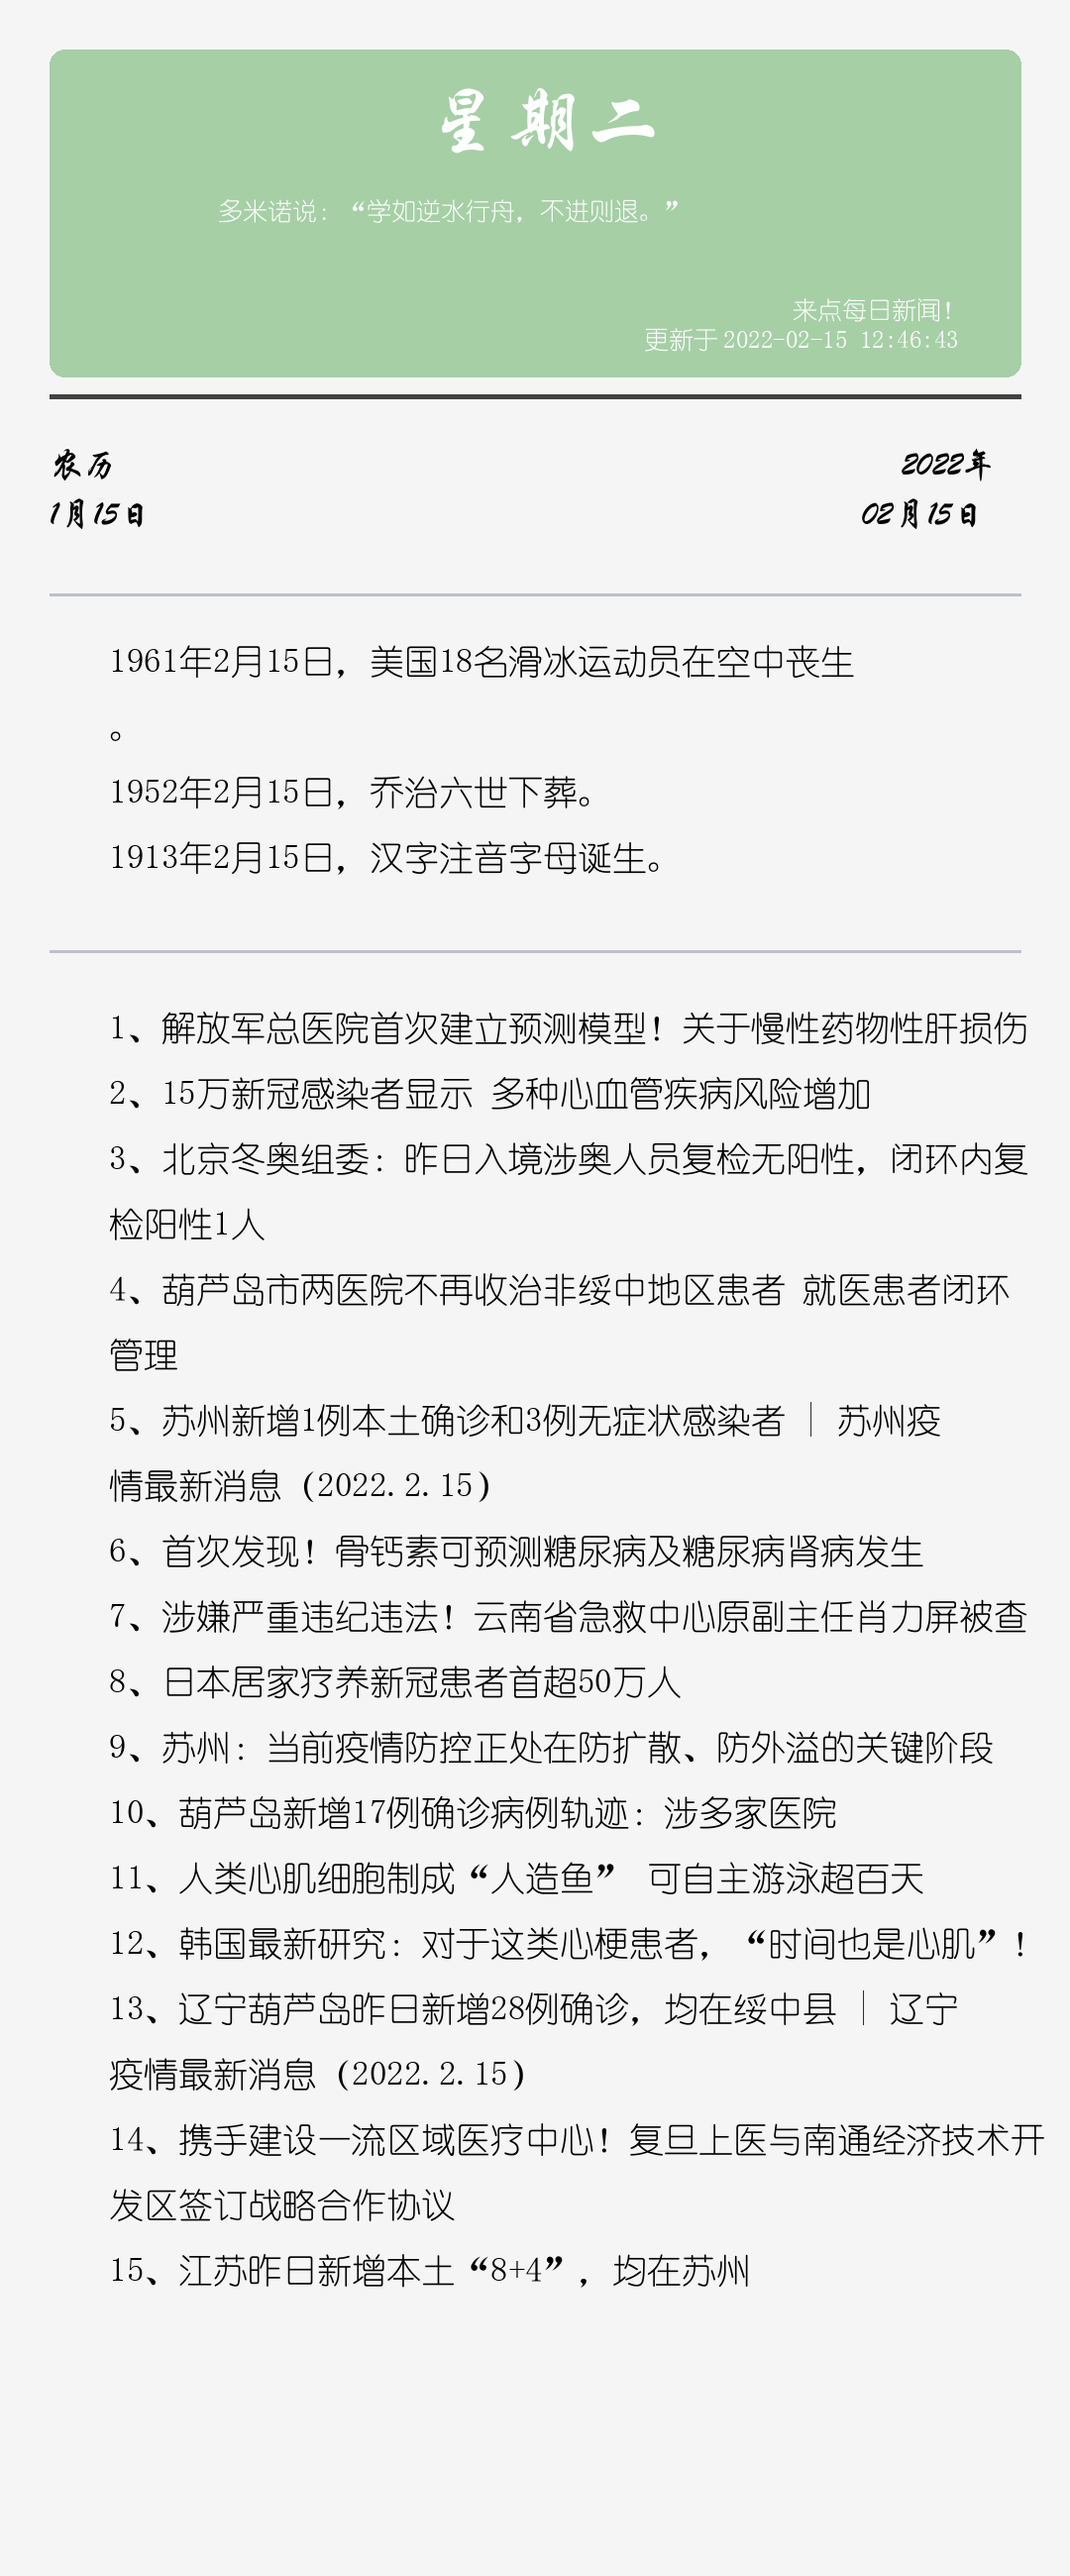 星期二
多米诺说：“学如逆水行舟，不进则退。”
来点每日新闻！
更新于 2022-02-15 12:46:43
农历
2022年
1月15日
02月15日
1961年2月15日，美国18名滑冰运动员在空中丧生
。
1952年2月15日，乔治六世下葬。
1913年2月15日，汉字注音字母诞生。
1、解放军总医院首次建立预测模型！关于慢性药物性肝损伤
2、15万新冠感染者显示 多种心血管疾病风险增加
3、北京冬奥组委：昨日入境涉奥人员复检无阳性，闭环内复
检阳性1人
4、葫芦岛市两医院不再收治非绥中地区患者 就医患者闭环
管理
5、苏州新增1例本土确诊和3例无症状感染者 | 苏州疫
情最新消息（2022.2.15）
6、首次发现！骨钙素可预测糖尿病及糖尿病肾病发生
7、涉嫌严重违纪违法！云南省急救中心原副主任肖力屏被查
8、日本居家疗养新冠患者首超50万人
9、苏州：当前疫情防控正处在防扩散、防外溢的关键阶段
10、葫芦岛新增17例确诊病例轨迹：涉多家医院
11、人类心肌细胞制成“人造鱼” 可自主游泳超百天
12、韩国最新研究：对于这类心梗患者，“时间也是心肌”！
13、辽宁葫芦岛昨日新增28例确诊，均在绥中县 | 辽宁
疫情最新消息（2022.2.15）
14、携手建设一流区域医疗中心！复旦上医与南通经济技术开
发区签订战略合作协议
15、江苏昨日新增本土“8+4”，均在苏州